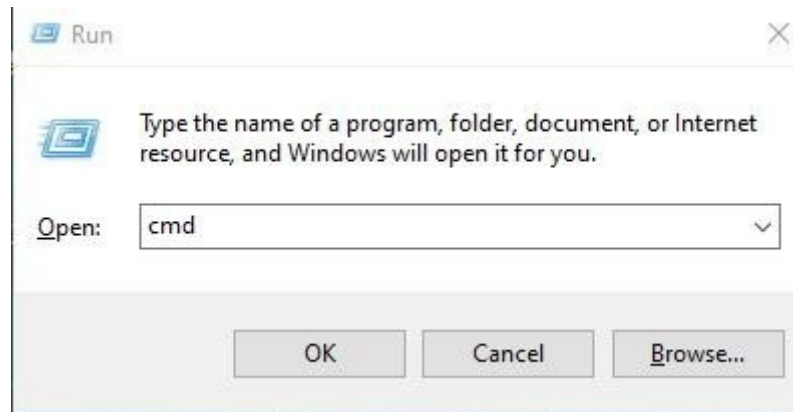 Run
Type the name of a program, folder, document, or Internet
resource, and Windows will open it for you.
Open: cmd
OK Cancel Browse...